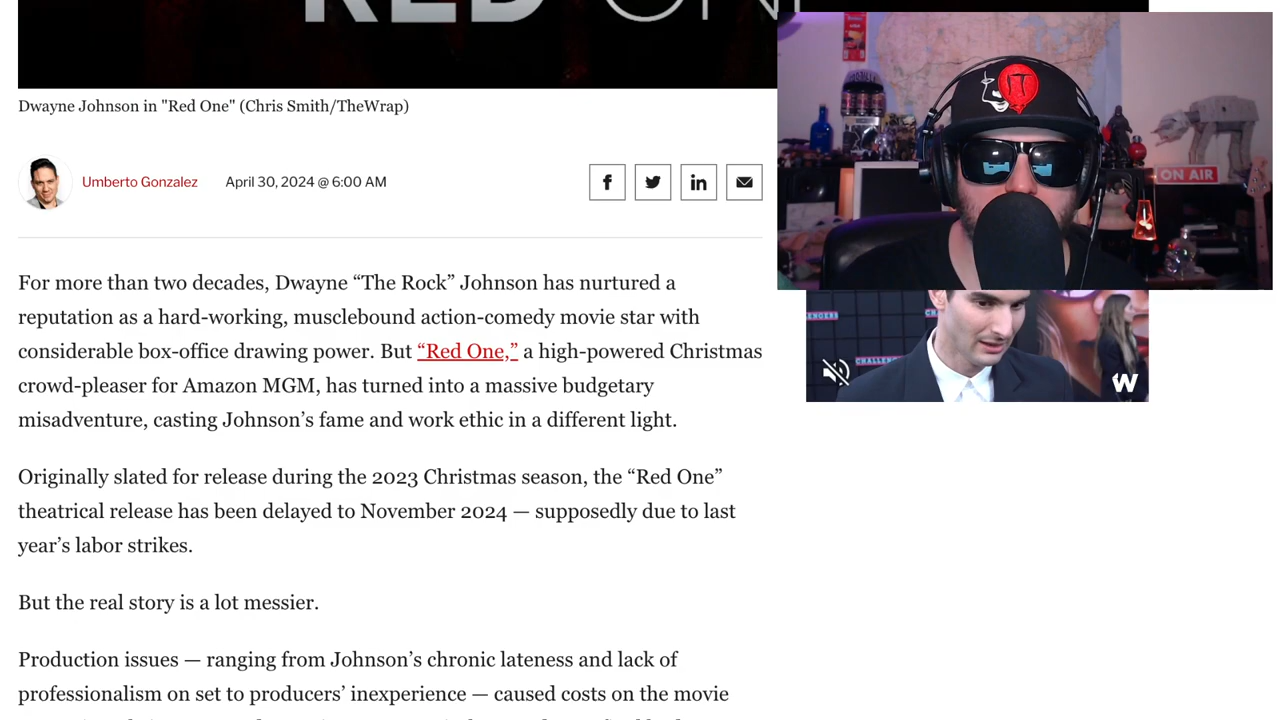 RED ONE
Dwayne Johnson in "Red One" (Chris Smith/TheWrap)
Umberto Gonzalez
April 30, 2024 @ 6:00 AM
For more than two decades, Dwayne “The Rock” Johnson has nurtured a
reputation as a hard-working, musclebound action-comedy movie star with
considerable box-office drawing power. But “Red One,” a high-powered Christmas
crowd-pleaser for Amazon MGM, has turned into a massive budgetary
misadventure, casting Johnson’s fame and work ethic in a different light.
Originally slated for release during the 2023 Christmas season, the “Red One”
theatrical release has been delayed to November 2024 — supposedly due to last
year’s labor strikes.
But the real story is a lot messier.
Production issues — ranging from Johnson’s chronic lateness and lack of
professionalism on set to producers’ inexperience — caused costs on the movie
IT
ON AIR
W